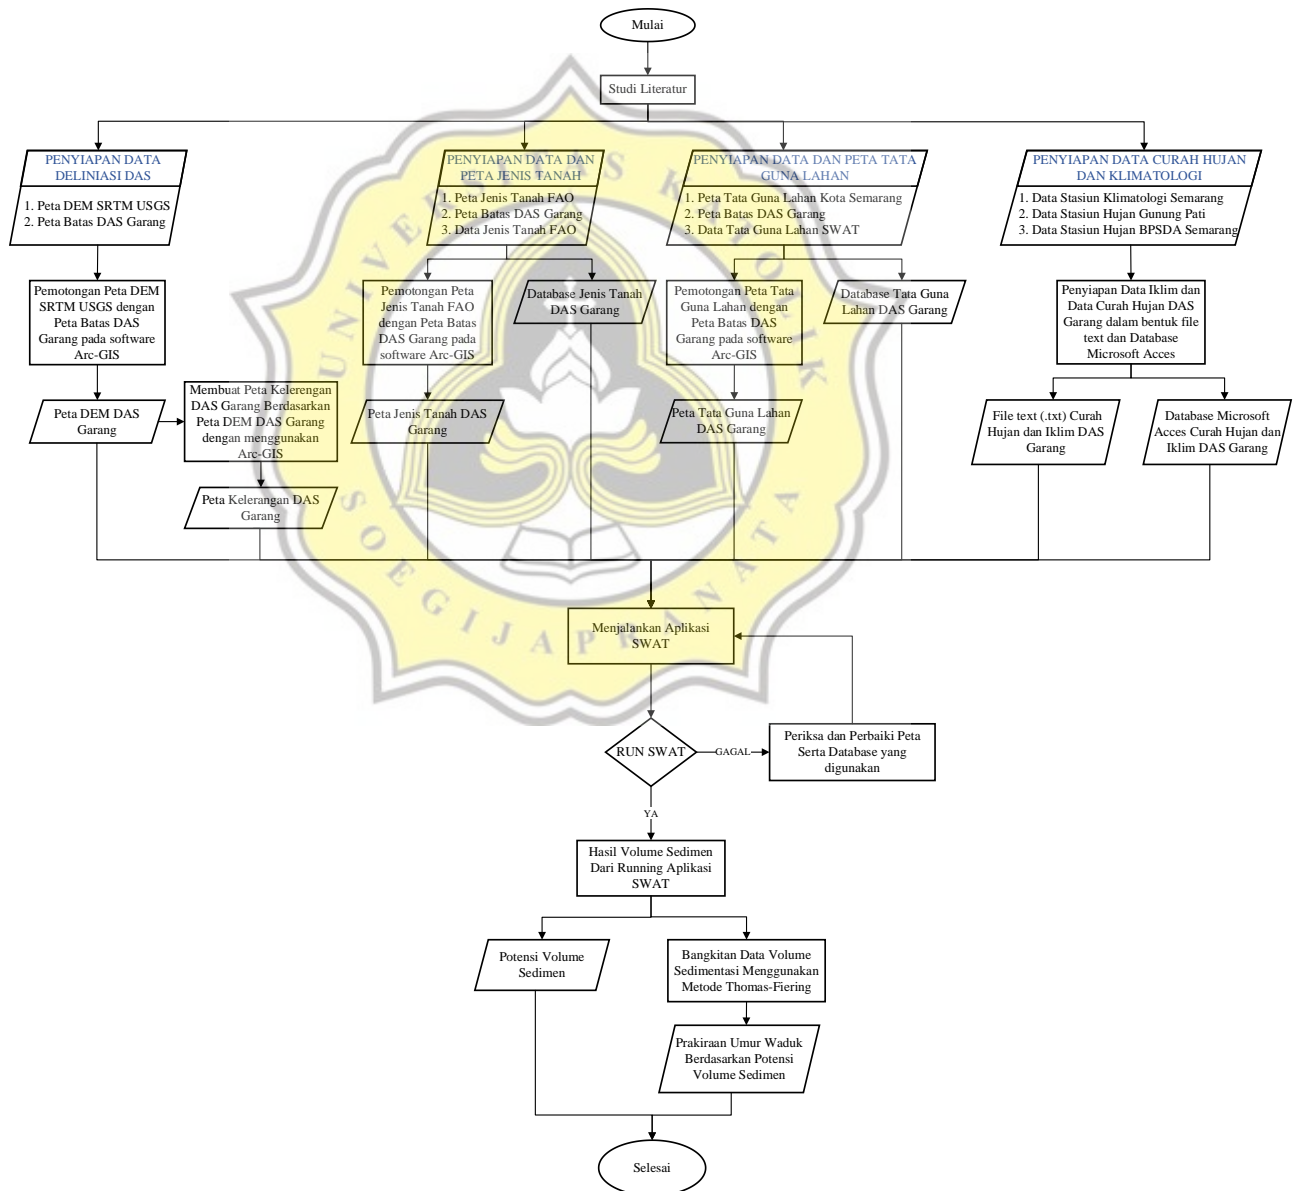 Mulai
Studi Literatur
PENYIAPAN DATA
DELINIASI DAS
1. Peta DEM SRTM USGS
2. Peta Batas DAS Garang
PENYIAPAN DATA DAN
PETA JENIS TANAH
1. Peta Jenis Tanah FAO
2. Peta Batas DAS Garang
3. Data Jenis Tanah FAO
PENYIAPAN DATA DAN PETA TATA
GUNA LAHAN
1. Peta Tata Guna Lahan Kota Semarang
2. Peta Batas DAS Garang
3. Data Tata Guna Lahan SWAT
PENYIAPAN DATA CURAH HUJAN
DAN KLIMATOLOGI
1. Data Stasiun Klimatologi Semarang
2. Data Stasiun Hujan Gunung Pati
3. Data Stasiun Hujan BPSDA Semarang
Pemotongan Peta DEM
SRTM USGS dengan
Peta Batas DAS
Garang pada software
Arc-GIS
Pemotongan Peta
Jenis Tanah FAO
dengan Peta Batas
DAS Garang pada
software Arc-GIS
Database Jenis Tanah
DAS Garang
Pemotongan Peta Tata
Guna Lahan dengan
Peta Batas DAS
Garang pada software
Arc-GIS
Database Tata Guna
Lahan DAS Garang
Penyiapan Data Iklim dan
Data Curah Hujan DAS
Garang dalam bentuk file
text dan Database
Microsoft Acces
Peta DEM DAS
Garang
Membuat Peta Kelerengan
DAS Garang Berdasarkan
Peta DEM DAS Garang
dengan menggunakan
Arc-GIS
Peta Jenis Tanah DAS
Garang
Peta Tata Guna Lahan
DAS Garang
File text (.txt) Curah
Hujan dan Iklim DAS
Garang
Database Microsoft
Acces Curah Hujan dan
Iklim DAS Garang
Peta Kelerangan DAS
Garang
Menjalankan Aplikasi
SWAT
RUN SWAT
GAGAL
Periksa dan Perbaiki Peta
Serta Database yang
digunakan
YA
Hasil Volume Sedimen
Dari Running Aplikasi
SWAT
Potensi Volume
Sedimen
Bangkitan Data Volume
Sedimentasi Menggunakan
Metode Thomas-Fiering
Prakiraan Umur Waduk
Berdasarkan Potensi
Volume Sedimen
Selesai
UNIVERSITAS KATOLIK
SOEGIJAPRANATA